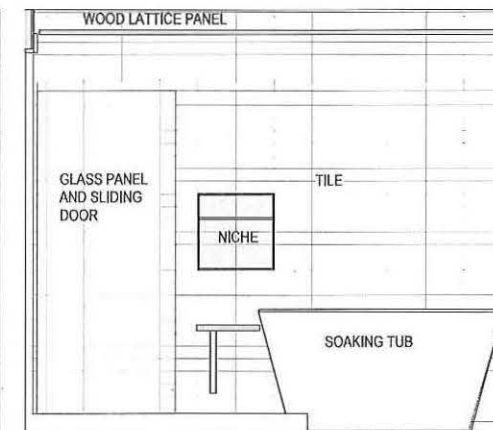 WOOD LATTICE PANEL
GLASS PANEL
AND SLIDING
DOOR
TILE
NICHE
SOAKING TUB